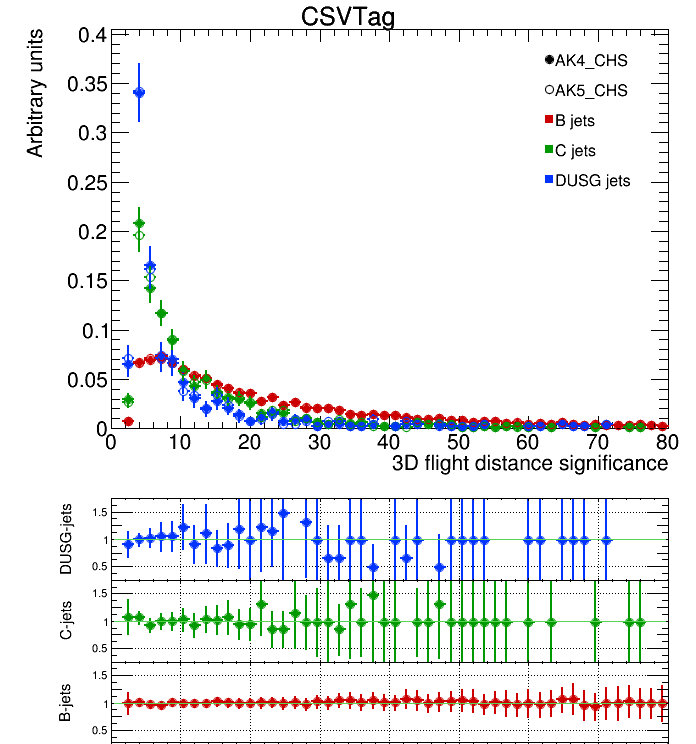 CSVTag
Arbitrary units
0.4
0.35
0.3
0.25
0.2
0.15
0.1
0.05
0
AK4_CHS
AK5_CHS
B jets
C jets
DUSG jets
0 10 20 30 40 50 60 70 80
3D flight distance significance
DUSG-jets
1.5
1
0.5
C-jets
1.5
1
0.5
B-jets
1.5
1
0.5